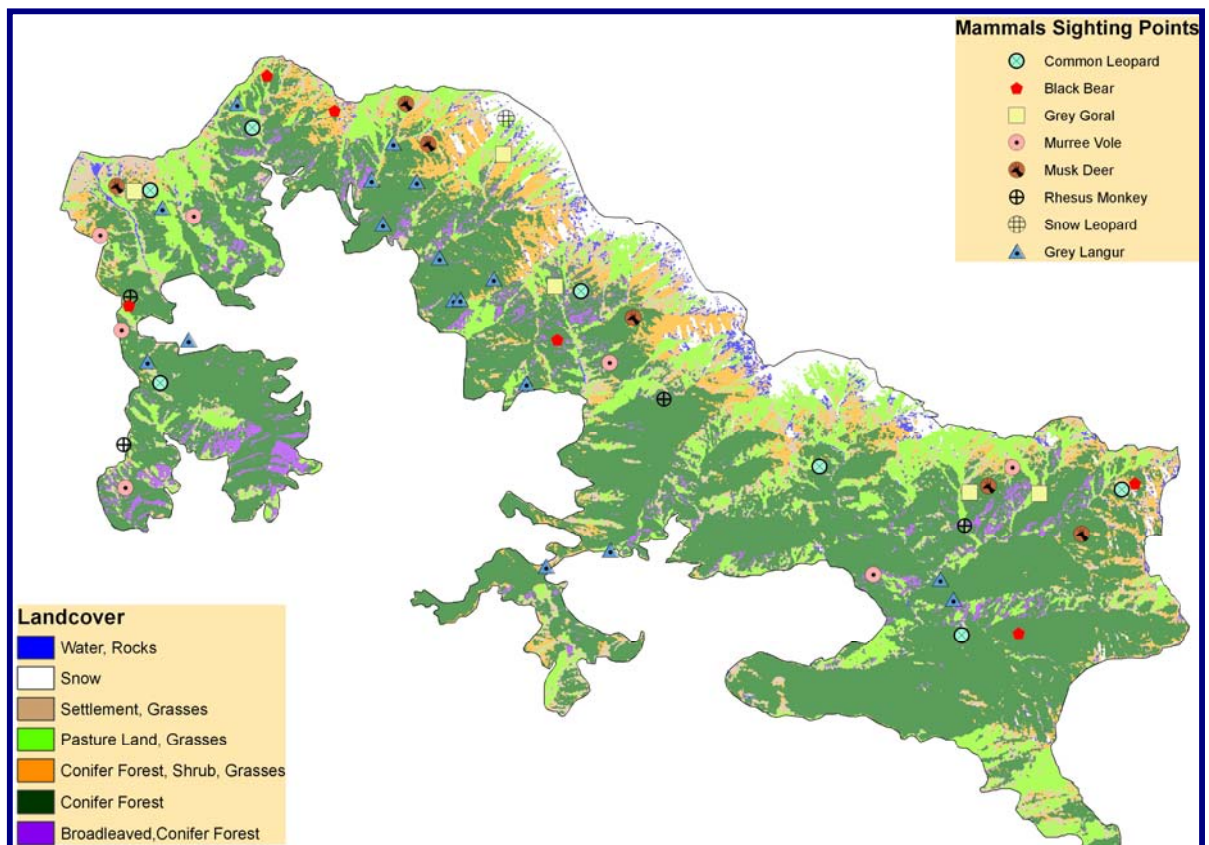 Mammals Sighting Points
Common Leopard
Black Bear
Grey Goral
Murree Vole
Musk Deer
Rhesus Monkey
Snow Leopard
Grey Langur
Landcover
Water, Rocks
Snow
Settlement, Grasses
Pasture Land, Grasses
Conifer Forest, Shrub, Grasses
Conifer Forest
Broadleaved,Conifer Forest